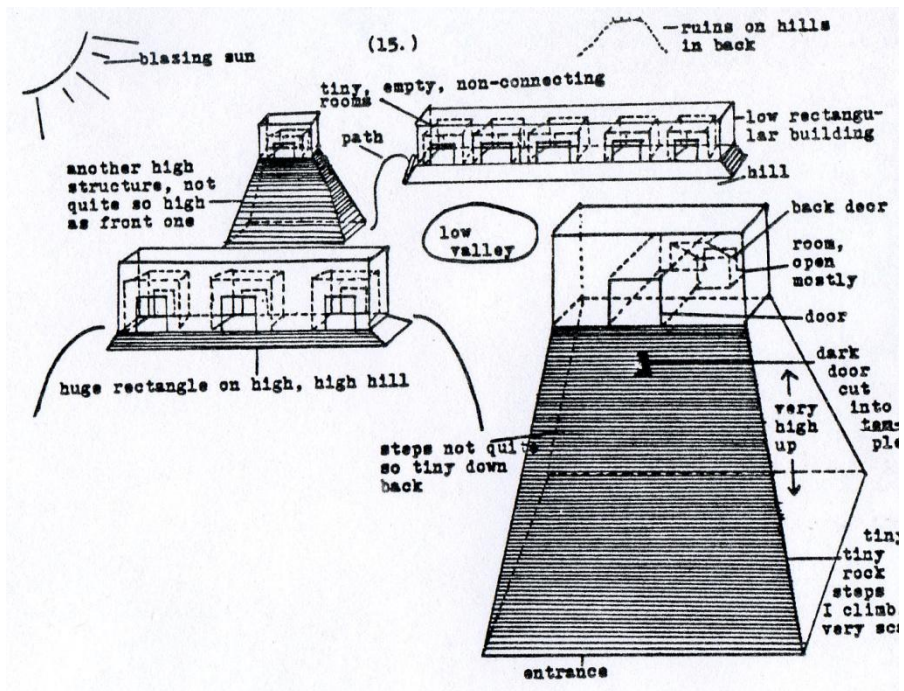 (15.)
ruins on hills
in back
blazing sun
tiny, empty, non-connecting
rooms
path
low rectangu-
lar building
hill
another high
structure, not
quite so high
as front one
low
valley
back door
room,
open
mostly
door
dark
door
cut
into
tem-
ple
very
high
up
huge rectangle on high, high hill
steps not quite
so tiny down
back
tiny
tiny
rock
steps
I climb,
very
entrance